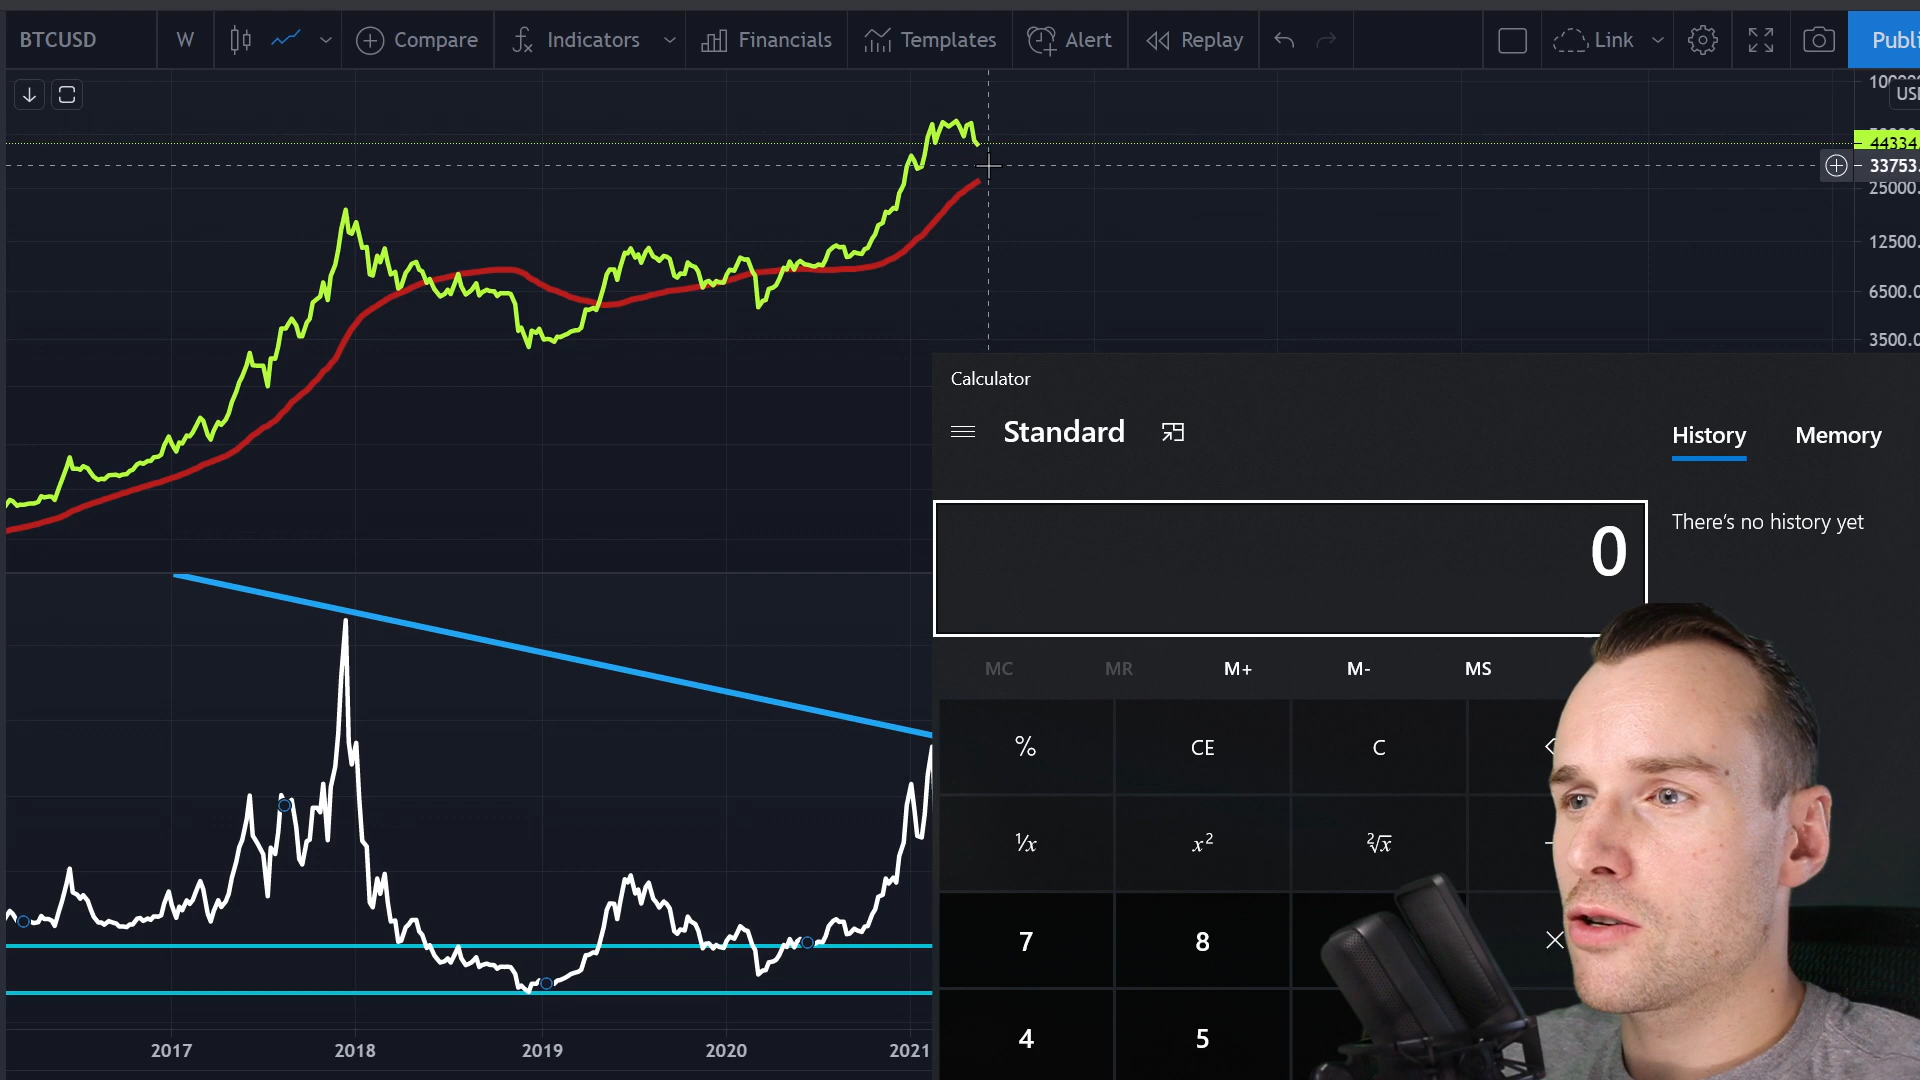 BTCUSD W Compare Indicators Financials Templates Alert Replay Link
44334
33753.
25000.
12500.
6500.0
3500.0
Calculator
Standard
History Memory
0
There's no history yet
MC MR M+ M- MS
% CE C
¹⁄x x² ²√x
7 8 ×
4 5
2017 2018 2019 2020 2021